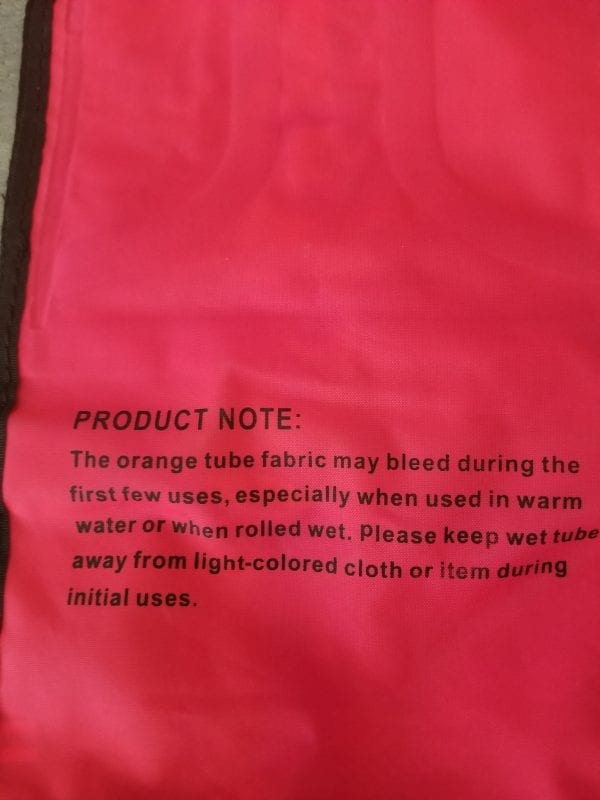 PRODUCT NOTE:
The orange tube fabric may bleed during the
first few uses, especially when used in warm
water or when rolled wet. Please keep wet tube
away from light-colored cloth or item during
initial uses.